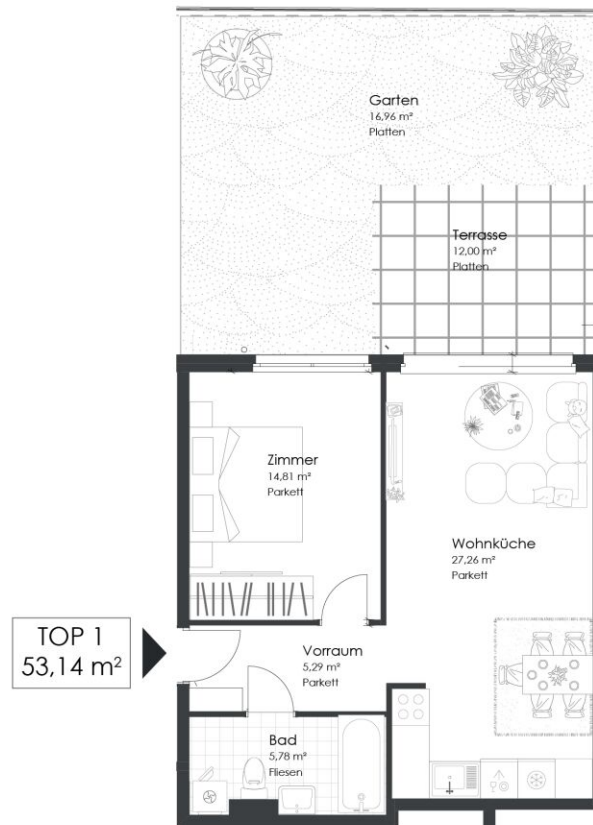 Garten
16,96 m²
Platten
Terrasse
12,00 m²
Platten
Zimmer
14,81 m²
Parkett
Wohnküche
27,26 m²
Parkett
TOP 1
53,14 m²
Vorraum
5,29 m²
Parkett
Bad
5,78 m²
Fliesen